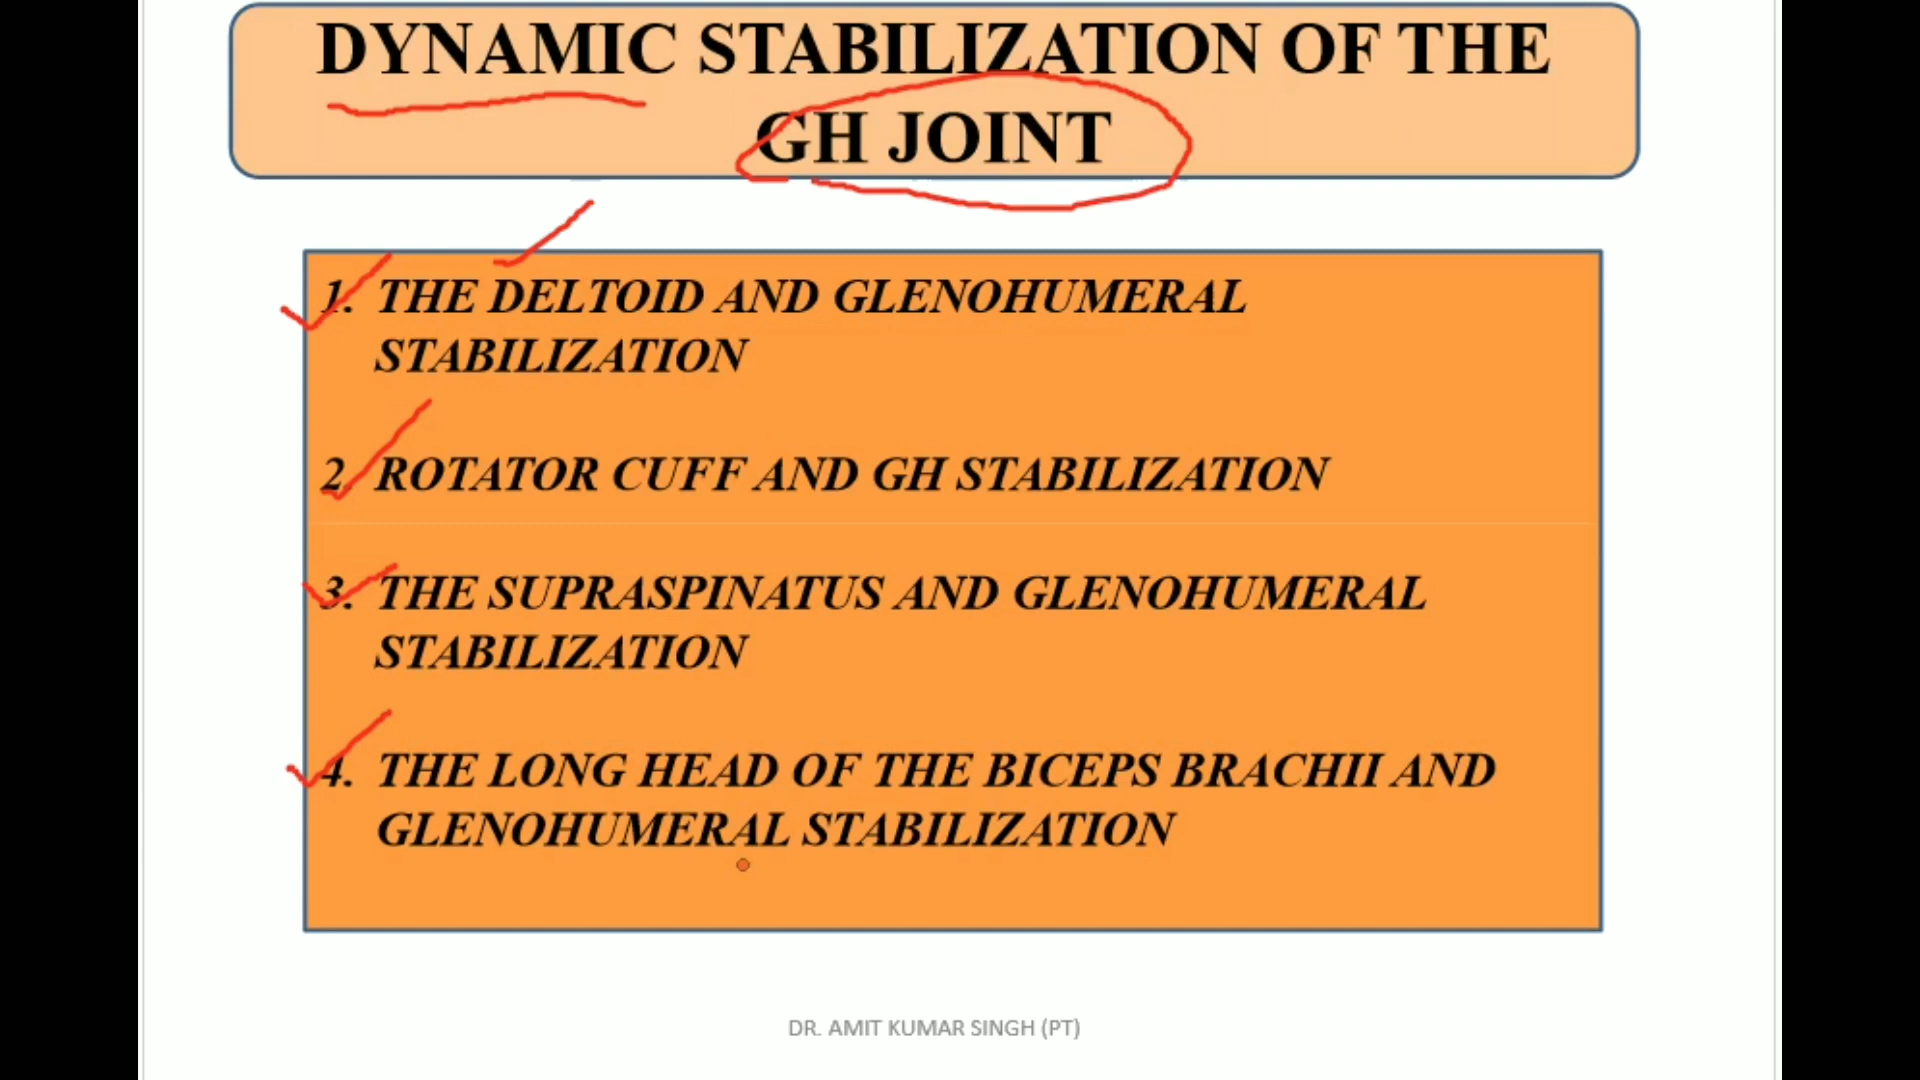 DYNAMIC STABILIZATION OF THE
GH JOINT
1. THE DELTOID AND GLENOHUMERAL
STABILIZATION
2. ROTATOR CUFF AND GH STABILIZATION
3. THE SUPRASPINATUS AND GLENOHUMERAL
STABILIZATION
4. THE LONG HEAD OF THE BICEPS BRACHII AND
GLENOHUMERAL STABILIZATION
DR. AMIT KUMAR SINGH (PT)